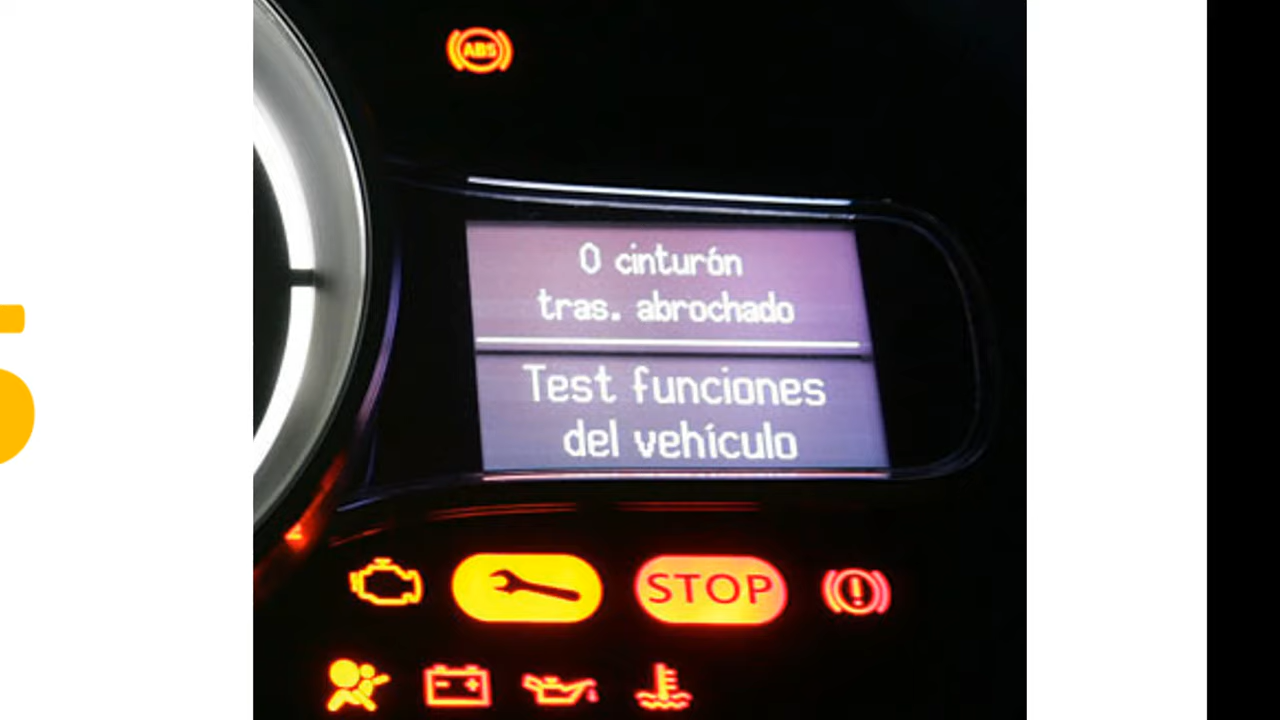 ABS
0 cinturón
tras. abrochado
Test funciones
del vehículo
STOP